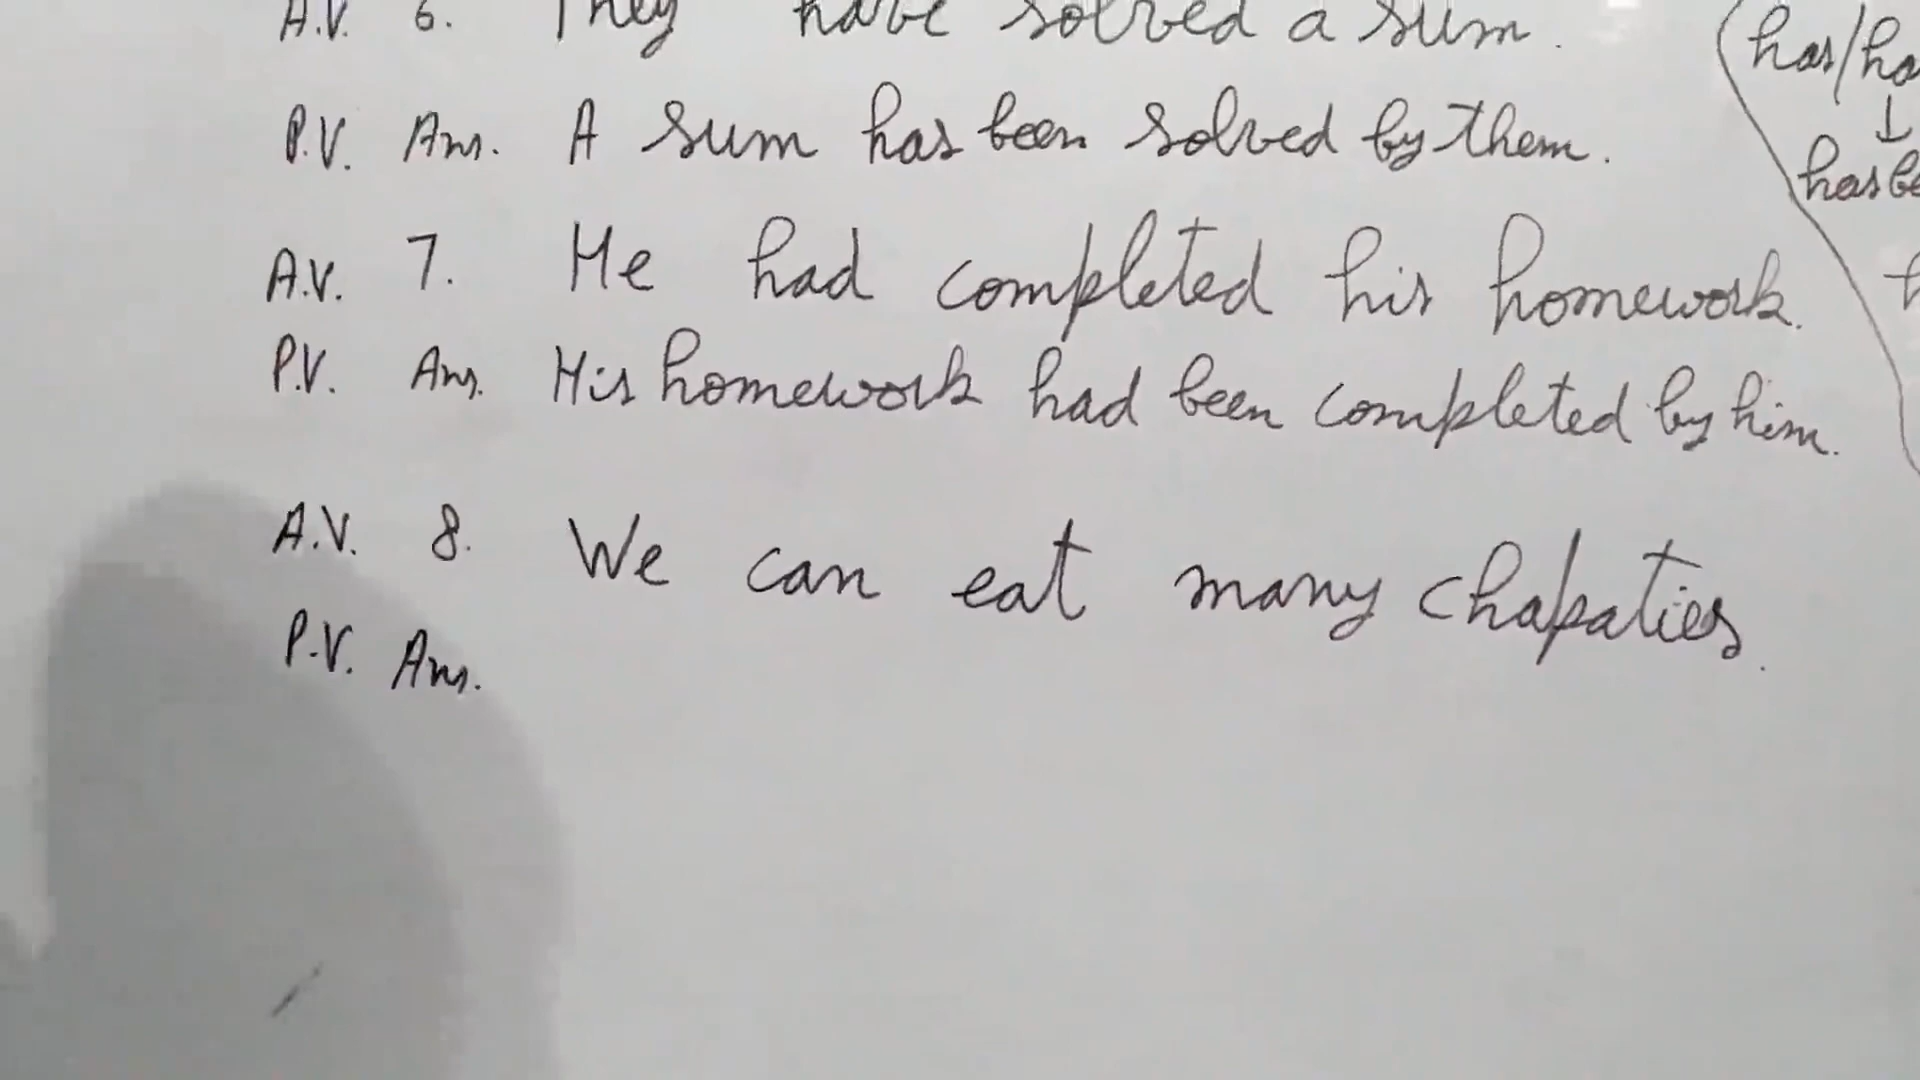 A.V. 6. They have solved a sum.
P.V. Ans. A sum has been solved by them.
A.V. 7. He had completed his homework.
P.V. Ans. His homework had been completed by him.
A.V. 8. We can eat many chapaties.
P.V. Ans.
has/ha
↓
has be